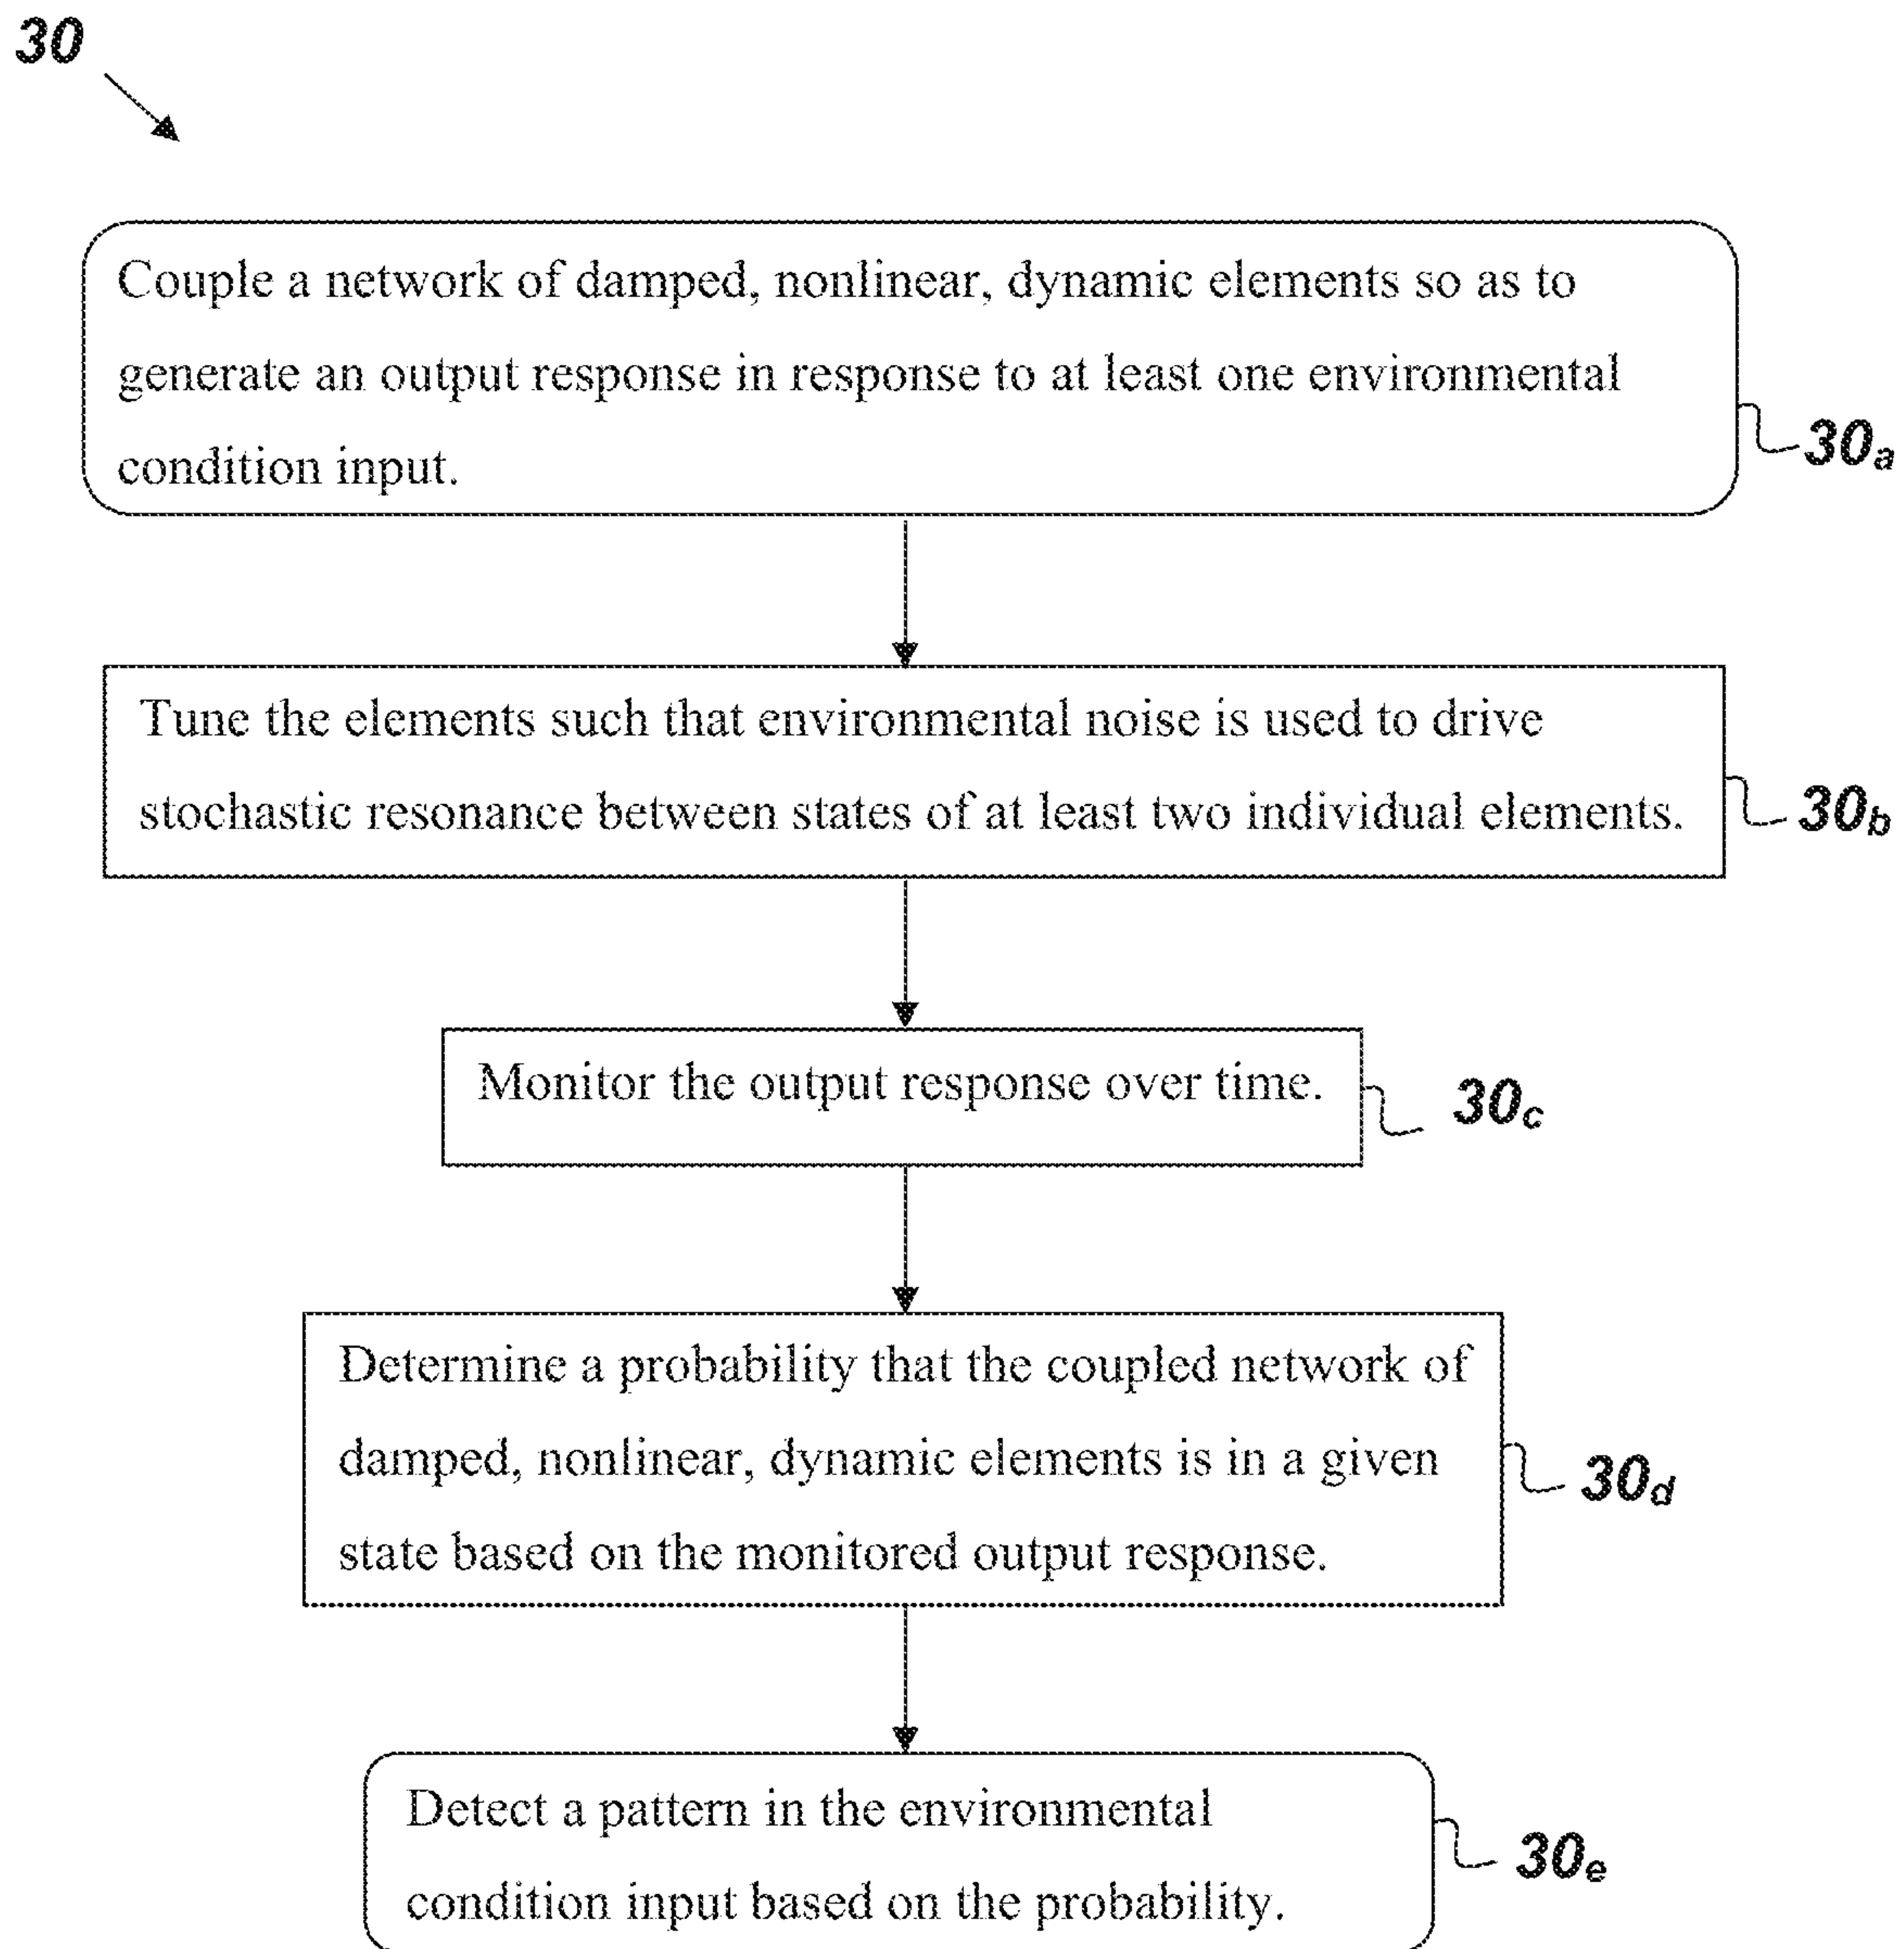 30
Couple a network of damped, nonlinear, dynamic elements so as to
generate an output response in response to at least one environmental
condition input.
30a
Tune the elements such that environmental noise is used to drive
stochastic resonance between states of at least two individual elements.
30b
Monitor the output response over time.
30c
Determine a probability that the coupled network of
damped, nonlinear, dynamic elements is in a given
state based on the monitored output response.
30d
Detect a pattern in the environmental
condition input based on the probability.
30e